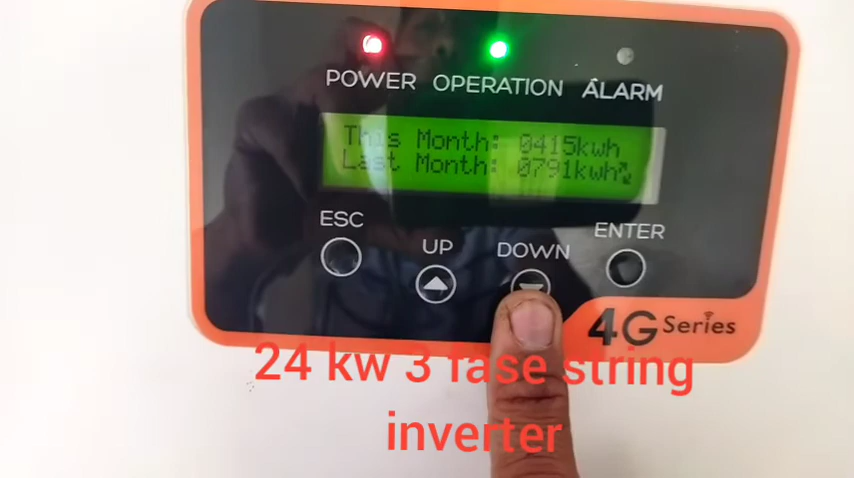 POWER OPERATION ALARM
This Month: 0415kwh
Last Month: 0791kwh
ESC
UP
DOWN
ENTER
4G Series
24 kw 3 fase string
inverter